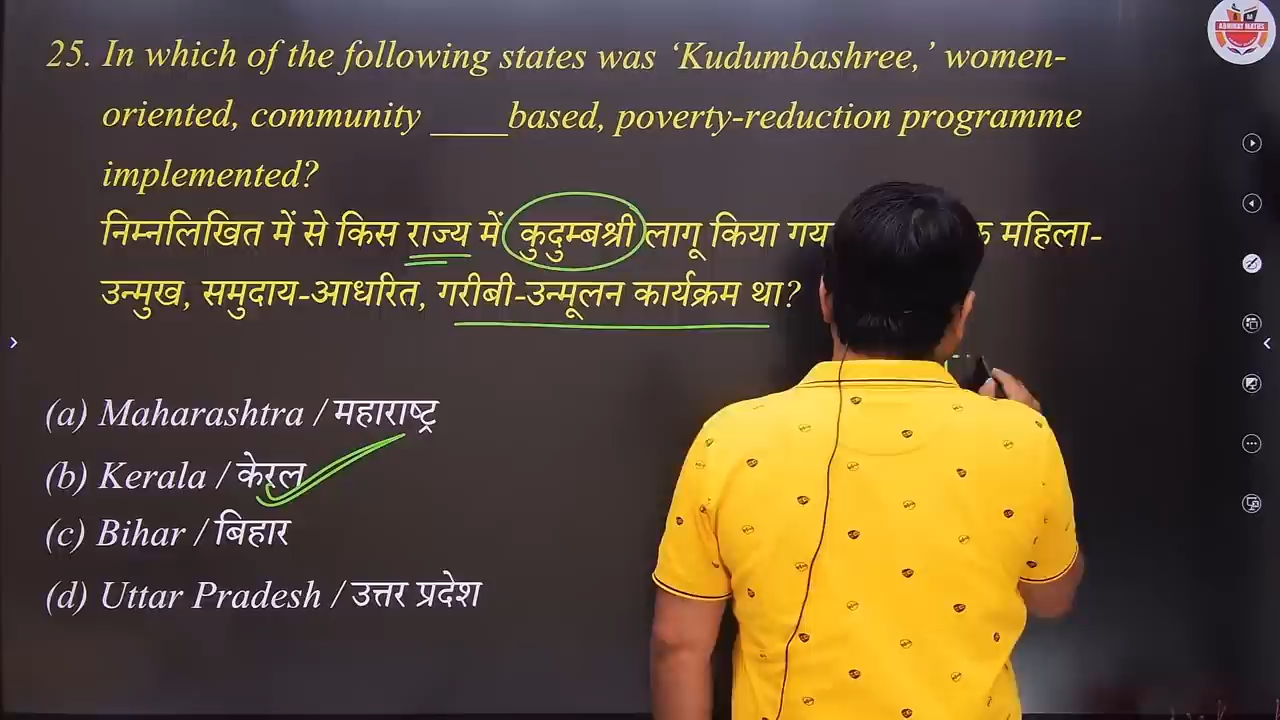 25. In which of the following states was ‘Kudumbashree,’ women-
oriented, community ____based, poverty-reduction programme
implemented?
निम्नलिखित में से किस राज्य में कुदुम्बश्री लागू किया महिला-
उन्मुख, समुदाय-आधरित, गरीबी-उन्मूलन कार्यक्रम था?
(a) Maharashtra / महाराष्ट्र
(b) Kerala / केरल
(c) Bihar / बिहार
(d) Uttar Pradesh / उत्तर प्रदेश
ABHINAY MATHS